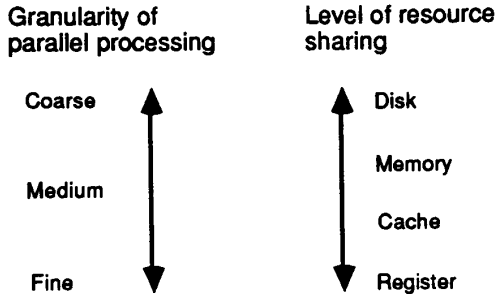 Granularity of
parallel processing
Coarse
Medium
Fine
Level of resource
sharing
Disk
Memory
Cache
Register